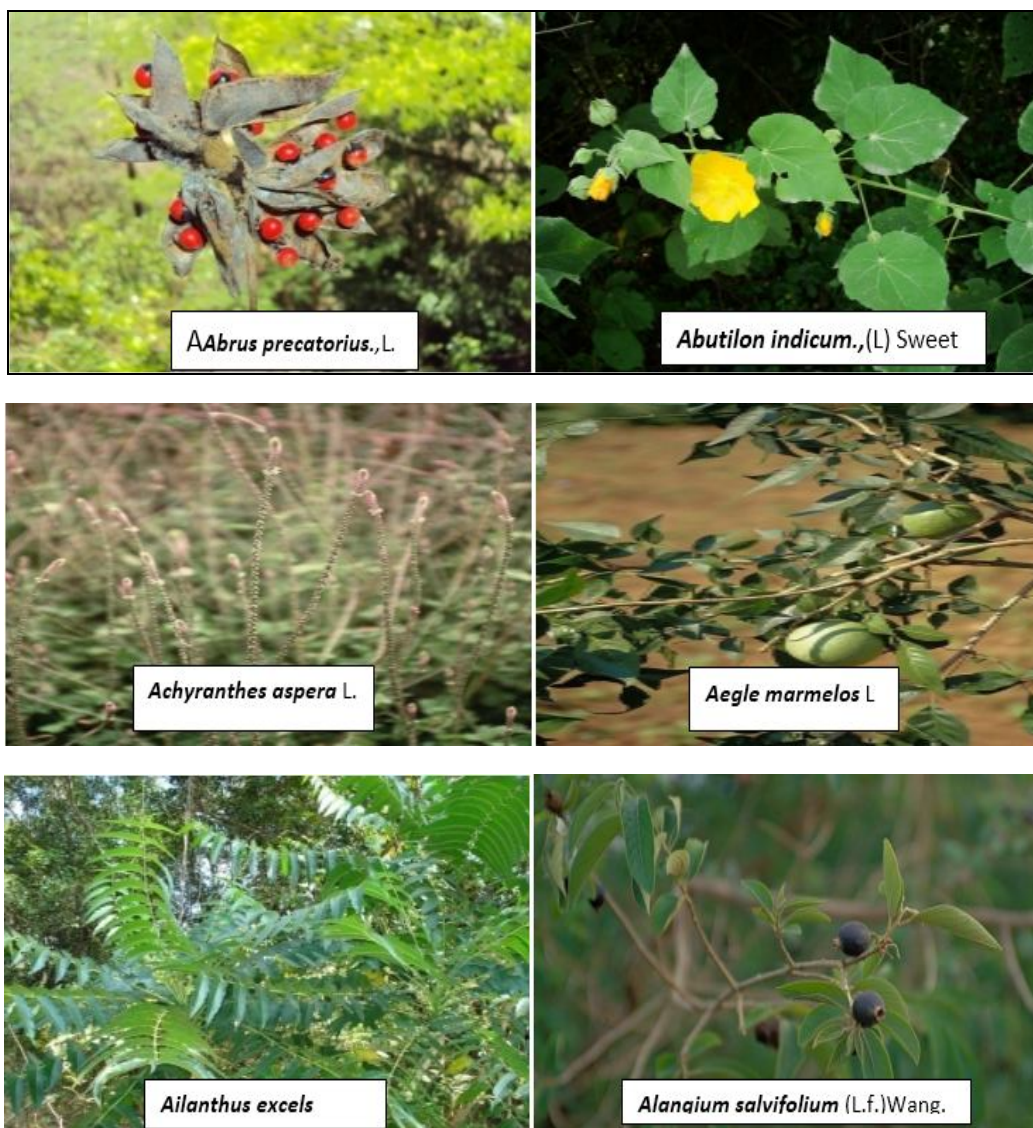 AAbrus precatorius.,L.
Abutilon indicum.,(L) Sweet
Achyranthes aspera L.
Aegle marmelos L
Ailanthus excels
Alangium salvifolium (L.f.)Wang.